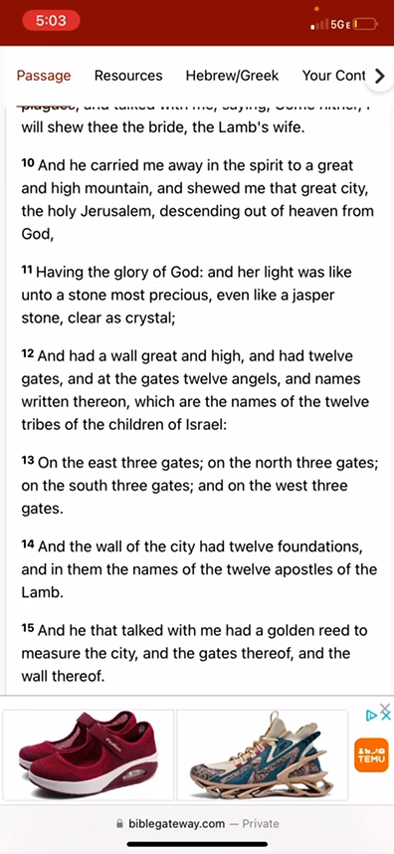 5:03
5GE
Passage Resources Hebrew/Greek Your Cont
plagues, and talked with me, saying, Come hither, I
will shew thee the bride, the Lamb's wife.
10 And he carried me away in the spirit to a great
and high mountain, and shewed me that great city,
the holy Jerusalem, descending out of heaven from
God,
11 Having the glory of God: and her light was like
unto a stone most precious, even like a jasper
stone, clear as crystal;
12 And had a wall great and high, and had twelve
gates, and at the gates twelve angels, and names
written thereon, which are the names of the twelve
tribes of the children of Israel:
13 On the east three gates; on the north three gates;
on the south three gates; and on the west three
gates.
14 And the wall of the city had twelve foundations,
and in them the names of the twelve apostles of the
Lamb.
15 And he that talked with me had a golden reed to
measure the city, and the gates thereof, and the
wall thereof.
TEMU
biblegateway.com — Private